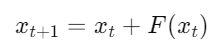 x_{t+1} = x_t + F(x_t)